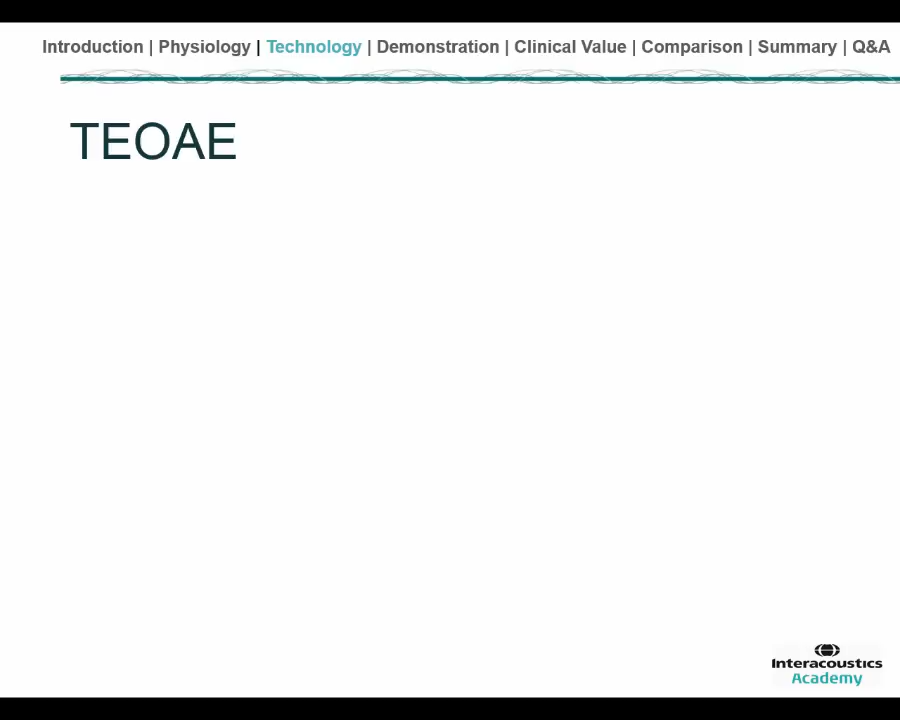 Introduction | Physiology | Technology | Demonstration | Clinical Value | Comparison | Summary | Q&A
TEOAE
Interacoustics
Academy